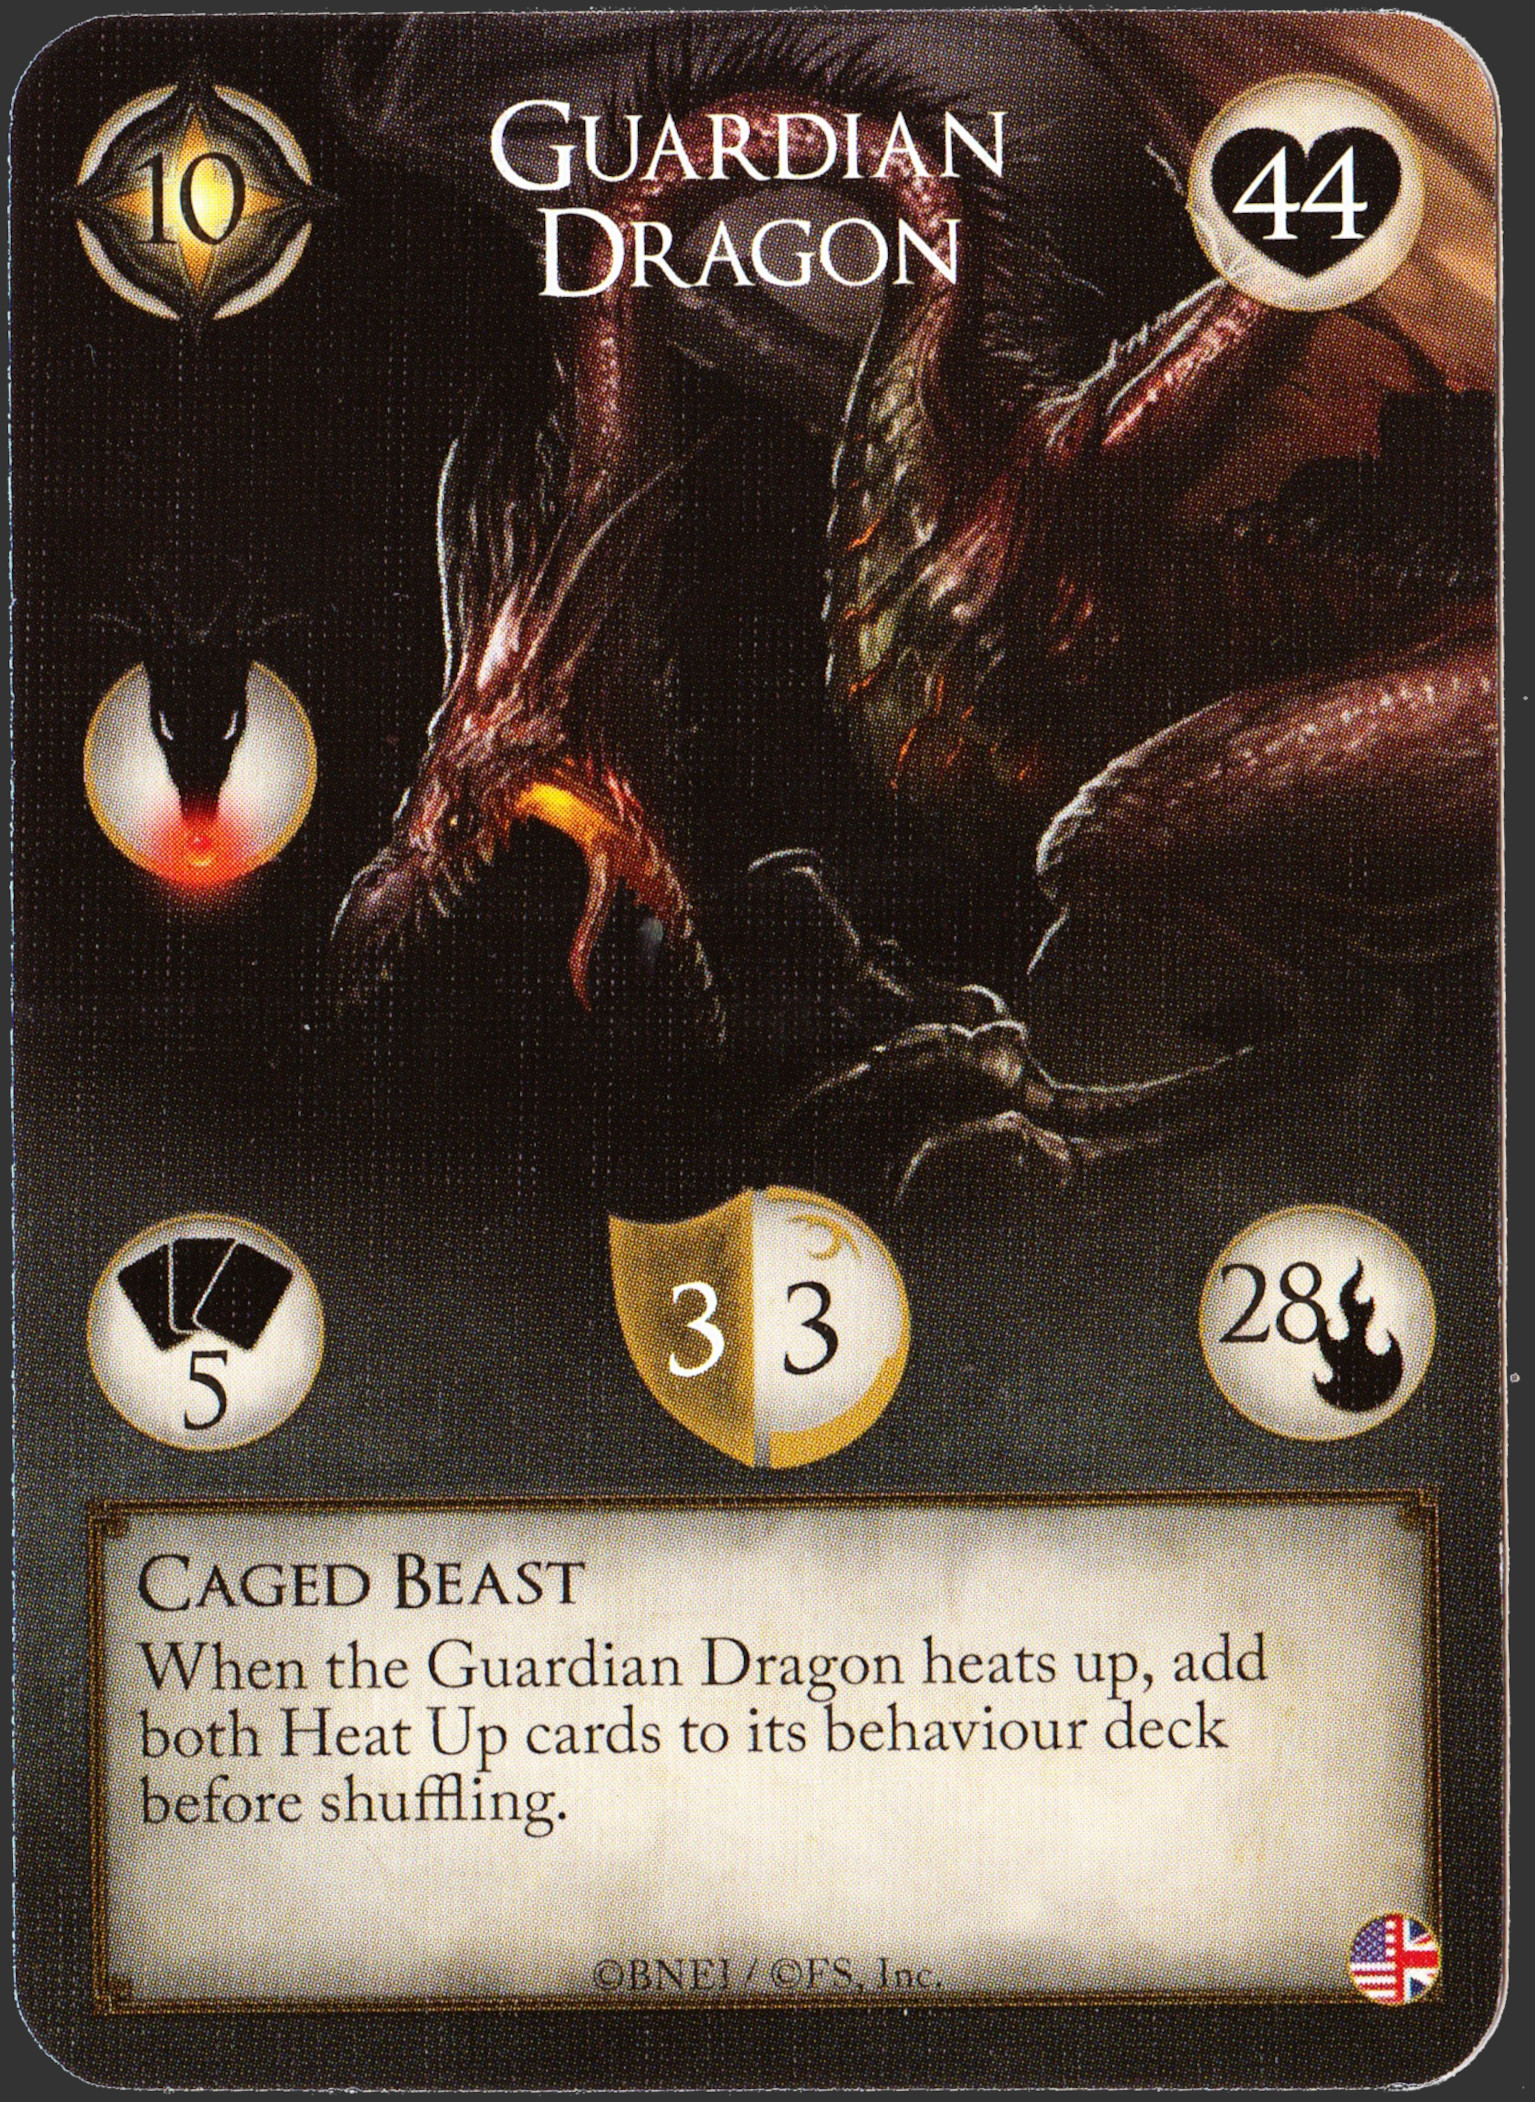 10
GUARDIAN
DRAGON
44
5
3 3
28
CAGED BEAST
When the Guardian Dragon heats up, add
both Heat Up cards to its behaviour deck
before shuffling.
©BNEI / ©FS, Inc.